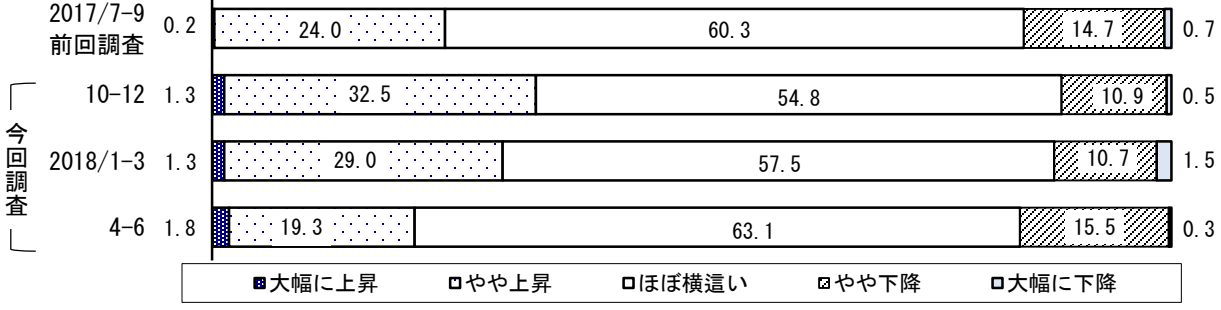 2017/7-9
前回調査
0.2 24.0 60.3 14.7 0.7
今回調査
10-12 1.3 32.5 54.8 10.9 0.5
2018/1-3 1.3 29.0 57.5 10.7 1.5
4-6 1.8 19.3 63.1 15.5 0.3
大幅に上昇 やや上昇 ほぼ横這い やや下降 大幅に下降